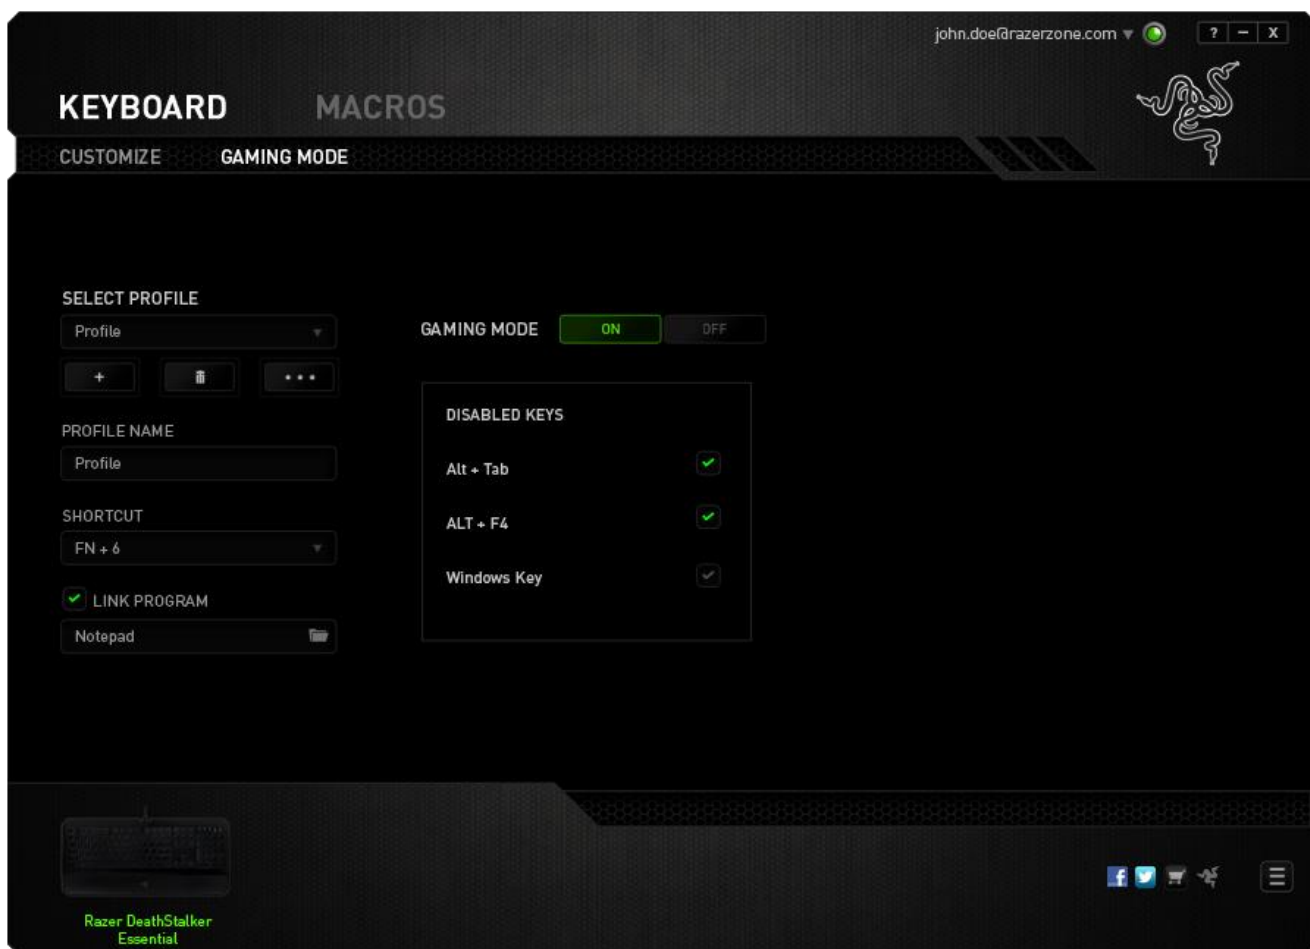 john.doe@razerzone.com
? – X
KEYBOARD MACROS
CUSTOMIZE GAMING MODE
SELECT PROFILE
Profile
+
PROFILE NAME
Profile
SHORTCUT
FN + 6
LINK PROGRAM
Notepad
GAMING MODE ON OFF
DISABLED KEYS
Alt + Tab
ALT + F4
Windows Key
Razer DeathStalker
Essential